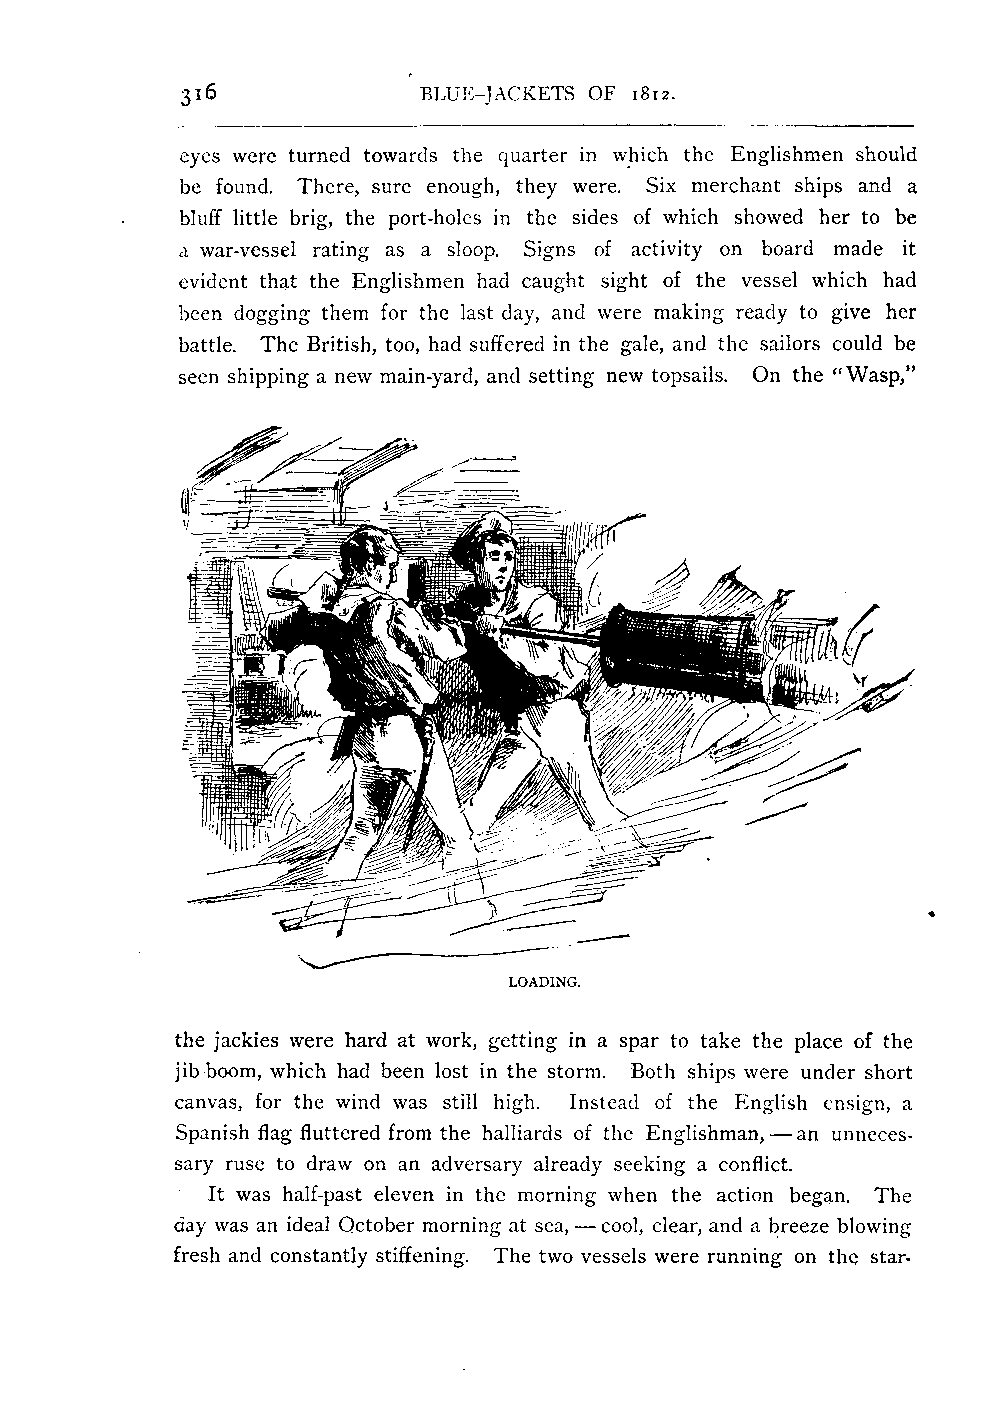 316 BLUE-JACKETS OF 1812.
eyes were turned towards the quarter in which the Englishmen should
be found. There, sure enough, they were. Six merchant ships and a
bluff little brig, the port-holes in the sides of which showed her to be
a war-vessel rating as a sloop. Signs of activity on board made it
evident that the Englishmen had caught sight of the vessel which had
been dogging them for the last day, and were making ready to give her
battle. The British, too, had suffered in the gale, and the sailors could be
seen shipping a new main-yard, and setting new topsails. On the “Wasp,”
LOADING.
the jackies were hard at work, getting in a spar to take the place of the
jib boom, which had been lost in the storm. Both ships were under short
canvas, for the wind was still high. Instead of the English ensign, a
Spanish flag fluttered from the halliards of the Englishman, — an unneces-
sary ruse to draw on an adversary already seeking a conflict.
It was half-past eleven in the morning when the action began. The
day was an ideal October morning at sea, — cool, clear, and a breeze blowing
fresh and constantly stiffening. The two vessels were running on the star-